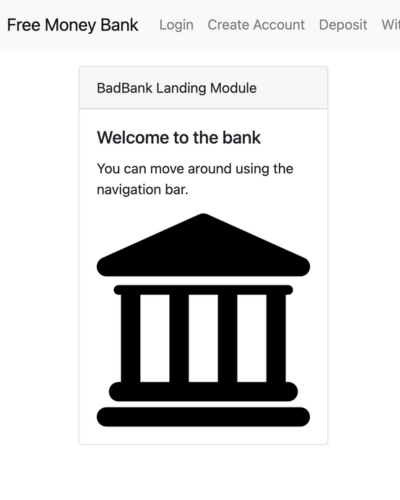 Free Money Bank Login Create Account Deposit
BadBank Landing Module
Welcome to the bank
You can move around using the
navigation bar.